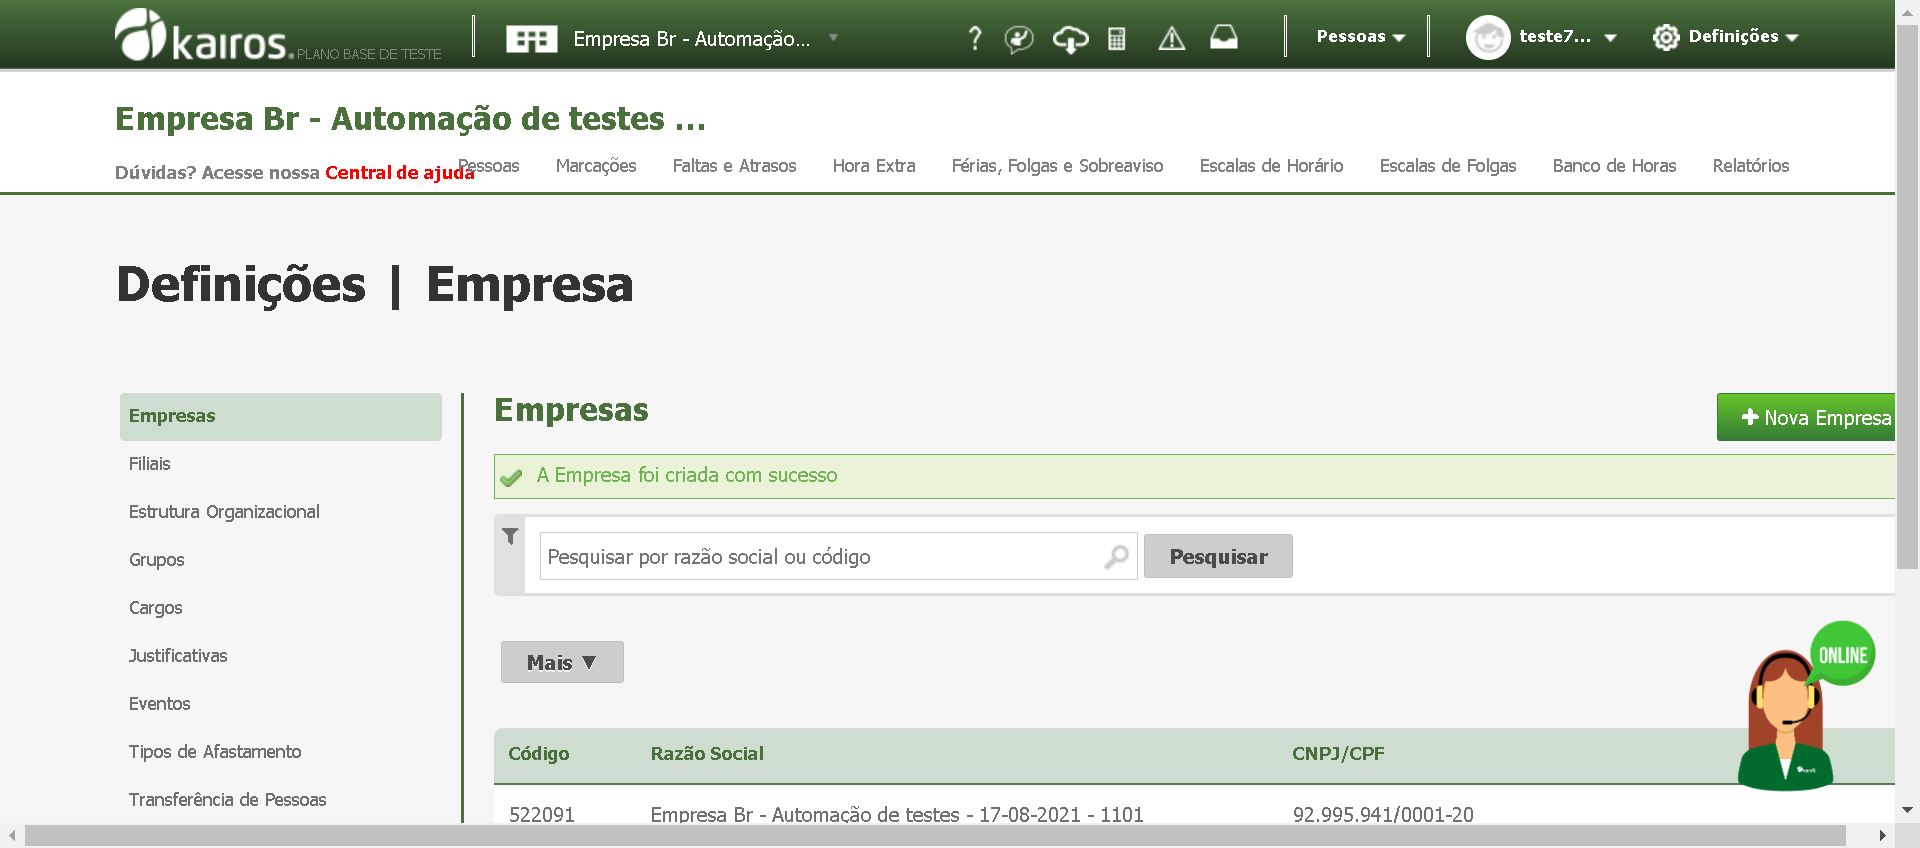 kairos. PLANO BASE DE TESTE
Empresa Br - Automação... ▼
?
Pessoas
teste7...
Definições
Empresa Br - Automação de testes ...
Dúvidas? Acesse nossa Central de ajuda
Pessoas Marcações Faltas e Atrasos Hora Extra Férias, Folgas e Sobreaviso Escalas de Horário Escalas de Folgas Banco de Horas Relatórios
Definições | Empresa
Empresas
Filiais
Estrutura Organizacional
Grupos
Cargos
Justificativas
Eventos
Tipos de Afastamento
Transferência de Pessoas
Empresas
Nova Empresa
A Empresa foi criada com sucesso
Pesquisar por razão social ou código
Pesquisar
Mais ▼
ONLINE
Código Razão Social CNPJ/CPF
522091 Empresa Br - Automação de testes - 17-08-2021 - 1101 92.995.941/0001-20